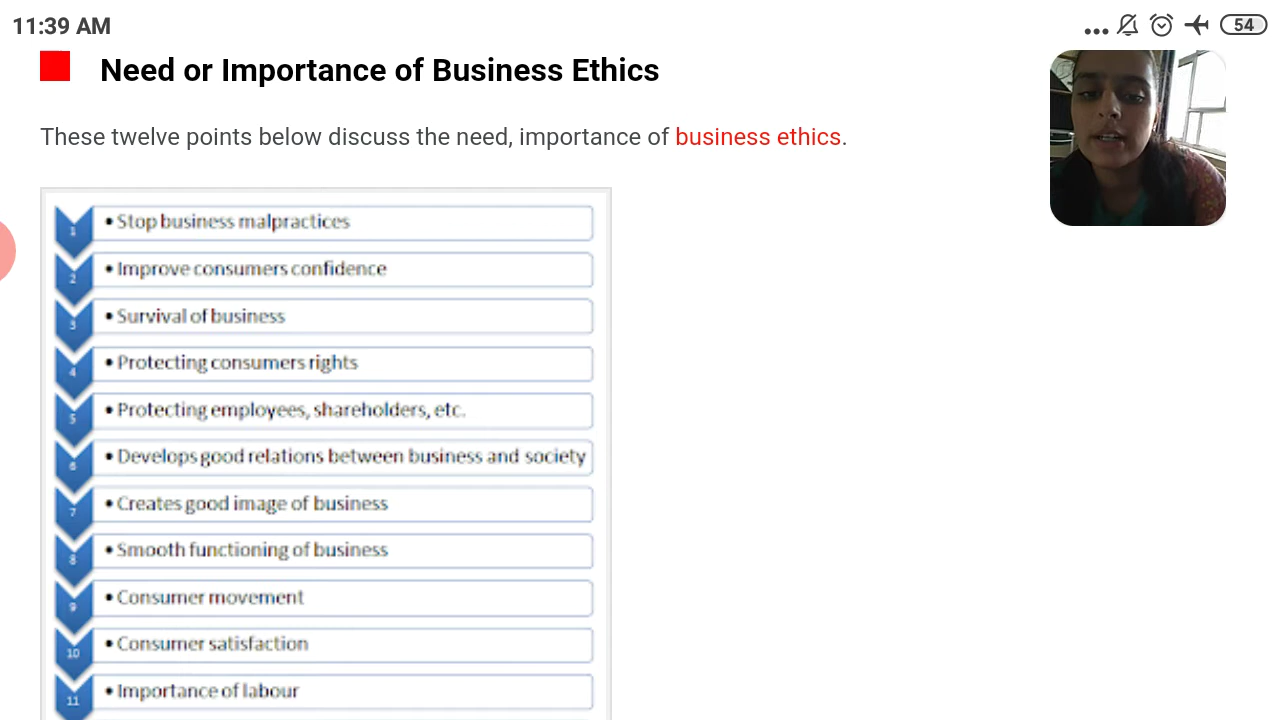 11:39 AM
54
Need or Importance of Business Ethics
These twelve points below discuss the need, importance of business ethics.
1 • Stop business malpractices
2 • Improve consumers confidence
3 • Survival of business
4 • Protecting consumers rights
5 • Protecting employees, shareholders, etc.
6 • Develops good relations between business and society
7 • Creates good image of business
8 • Smooth functioning of business
9 • Consumer movement
10 • Consumer satisfaction
11 • Importance of labour